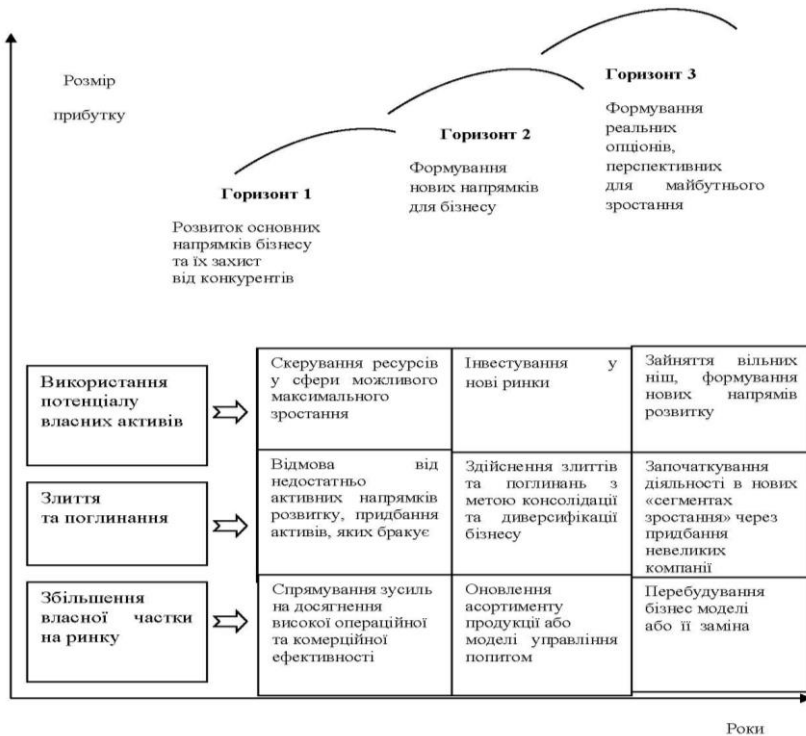 Розмір
прибутку
Горизонт 1
Розвиток основних
напрямків бізнесу
та їх захист
від конкурентів
Горизонт 2
Формування
нових напрямків
для бізнесу
Горизонт 3
Формування
реальних
опціонів,
перспективних
для майбутнього
зростання
Використання
потенціалу
власних активів
Скерування ресурсів
у сфери можливого
максимального
зростання
Інвестування у
нові ринки
Зайняття вільних
ніш, формування
нових напрямів
розвитку
Злиття
та поглинання
Відмова від
недостатньо
активних напрямків
розвитку, придбання
активів, яких бракує
Здійснення злиттів
та поглинань з
метою консолідації
та диверсифікації
бізнесу
Започаткування
діяльності в нових
«сегментах
зростання» через
придбання
невеликих
компанії
Збільшення
власної частки
на ринку
Спрямування зусиль
на досягнення
високої операційної
та комерційної
ефективності
Оновлення
асортименту
продукції або
моделі управління
попитом
Перебудування
бізнес моделі
або її заміна
Роки